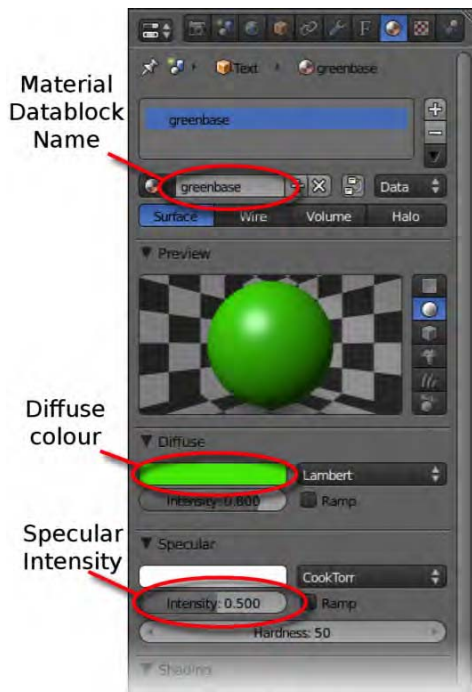 F
Text greenbase
Material
Datablock
Name
greenbase
greenbase Data
Surface Wire Volume Halo
Preview
Diffuse
colour
Diffuse
Lambert
Intensity: 0.800 Ramp
Specular
Intensity
Specular
CookTorr
Intensity: 0.500 Ramp
Hardness: 50
Shading